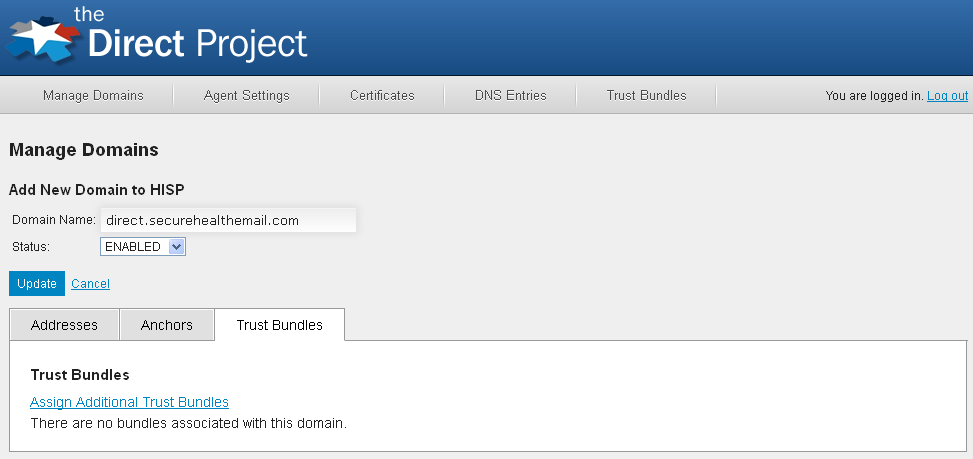 the
Direct Project
Manage Domains Agent Settings Certificates DNS Entries Trust Bundles You are logged in. Log out
Manage Domains
Add New Domain to HISP
Domain Name: direct.securehealthemail.com
Status: ENABLED
Update Cancel
Addresses Anchors Trust Bundles
Trust Bundles
Assign Additional Trust Bundles
There are no bundles associated with this domain.